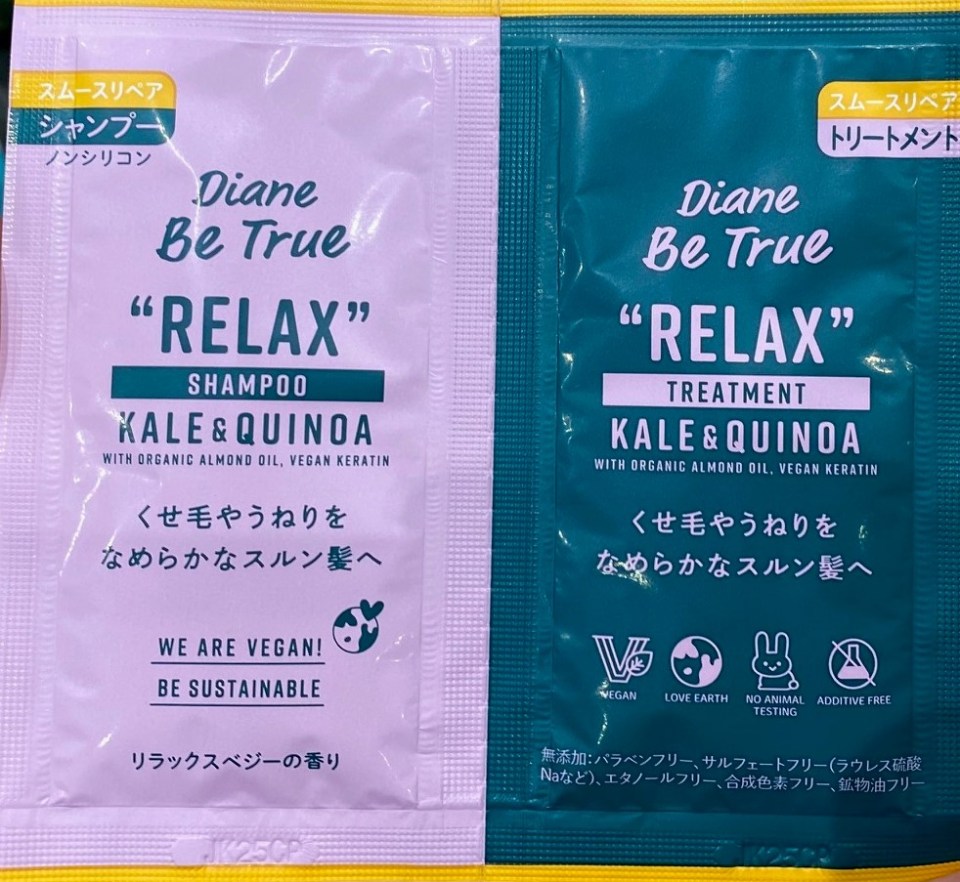 スムースリペア
シャンプー
ノンシリコン
Diane
Be True
“RELAX”
SHAMPOO
KALE & QUINOA
WITH ORGANIC ALMOND OIL, VEGAN KERATIN
くせ毛やうねりを
なめらかなスルン髪へ
WE ARE VEGAN!
BE SUSTAINABLE
リラックスベジーの香り
JK25CP
スムースリペア
トリートメント
Diane
Be True
“RELAX”
TREATMENT
KALE & QUINOA
WITH ORGANIC ALMOND OIL, VEGAN KERATIN
くせ毛やうねりを
なめらかなスルン髪へ
VEGAN
LOVE EARTH
NO ANIMAL
TESTING
ADDITIVE FREE
無添加:パラベンフリー、サルフェートフリー(ラウレス硫酸
Naなど)、エタノールフリー、合成色素フリー、鉱物油フリー
JK25CP